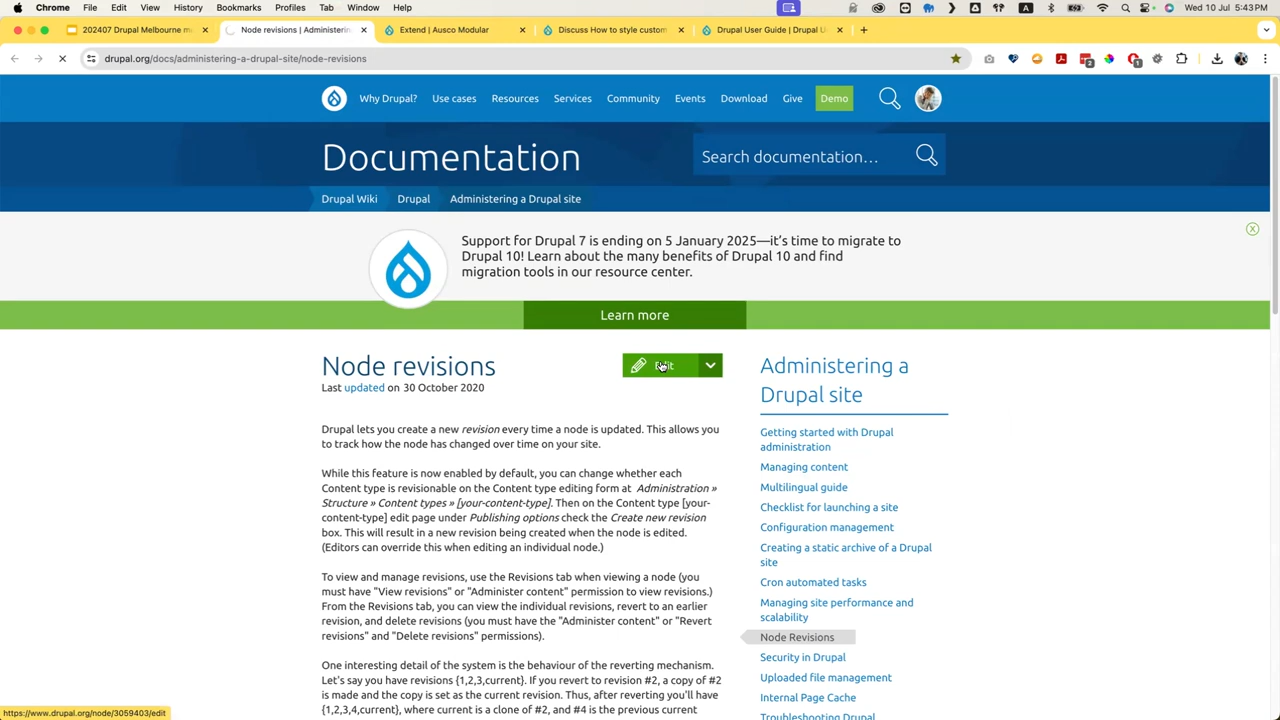 Chrome File Edit View History Bookmarks Profiles Tab Window Help
Wed 10 Jul 5:43 PM
202407 Drupal Melbourne m
Node revisions | Administerin
Extend | Ausco Modular
Discuss How to style custom
Drupal User Guide | Drupal U
drupal.org/docs/administering-a-drupal-site/node-revisions
Why Drupal? Use cases Resources Services Community Events Download Give Demo
Documentation
Search documentation...
Drupal Wiki Drupal Administering a Drupal site
Support for Drupal 7 is ending on 5 January 2025—it's time to migrate to
Drupal 10! Learn about the many benefits of Drupal 10 and find
migration tools in our resource center.
Learn more
Node revisions
Edit
Last updated on 30 October 2020
Drupal lets you create a new revision every time a node is updated. This allows you
to track how the node has changed over time on your site.
While this feature is now enabled by default, you can change whether each
Content type is revisionable on the Content type editing form at Administration »
Structure » Content types » [your-content-type]. Then on the Content type [your-
content-type] edit page under Publishing options check the Create new revision
box. This will result in a new revision being created when the node is edited.
(Editors can override this when editing an individual node.)
To view and manage revisions, use the Revisions tab when viewing a node (you
must have "View revisions" or "Administer content" permission to view revisions.)
From the Revisions tab, you can view the individual revisions, revert to an earlier
revision, and delete revisions (you must have the "Administer content" or "Revert
revisions" and "Delete revisions" permissions).
One interesting detail of the system is the behaviour of the reverting mechanism.
Let's say you have revisions {1,2,3,current}. If you revert to revision #2, a copy of #2
is made and the copy is set as the current revision. Thus, after reverting you'll have
{1,2,3,4,current}, where current is a clone of #2, and #4 is the previous current
Administering a
Drupal site
Getting started with Drupal
administration
Managing content
Multilingual guide
Checklist for launching a site
Configuration management
Creating a static archive of a Drupal
site
Cron automated tasks
Managing site performance and
scalability
Node Revisions
Security in Drupal
Uploaded file management
Internal Page Cache
Troubleshooting Drupal
https://www.drupal.org/node/3059403/edit